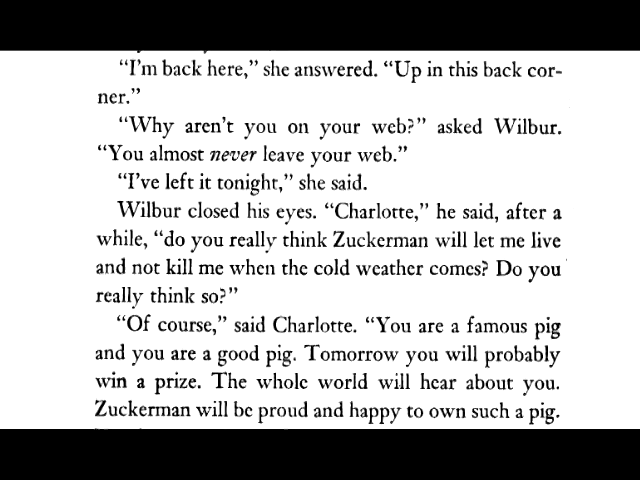 "I'm back here," she answered. "Up in this back cor-
ner."
"Why aren't you on your web?" asked Wilbur.
"You almost never leave your web."
"I've left it tonight," she said.
Wilbur closed his eyes. "Charlotte," he said, after a
while, "do you really think Zuckerman will let me live
and not kill me when the cold weather comes? Do you
really think so?"
"Of course," said Charlotte. "You are a famous pig
and you are a good pig. Tomorrow you will probably
win a prize. The whole world will hear about you.
Zuckerman will be proud and happy to own such a pig.